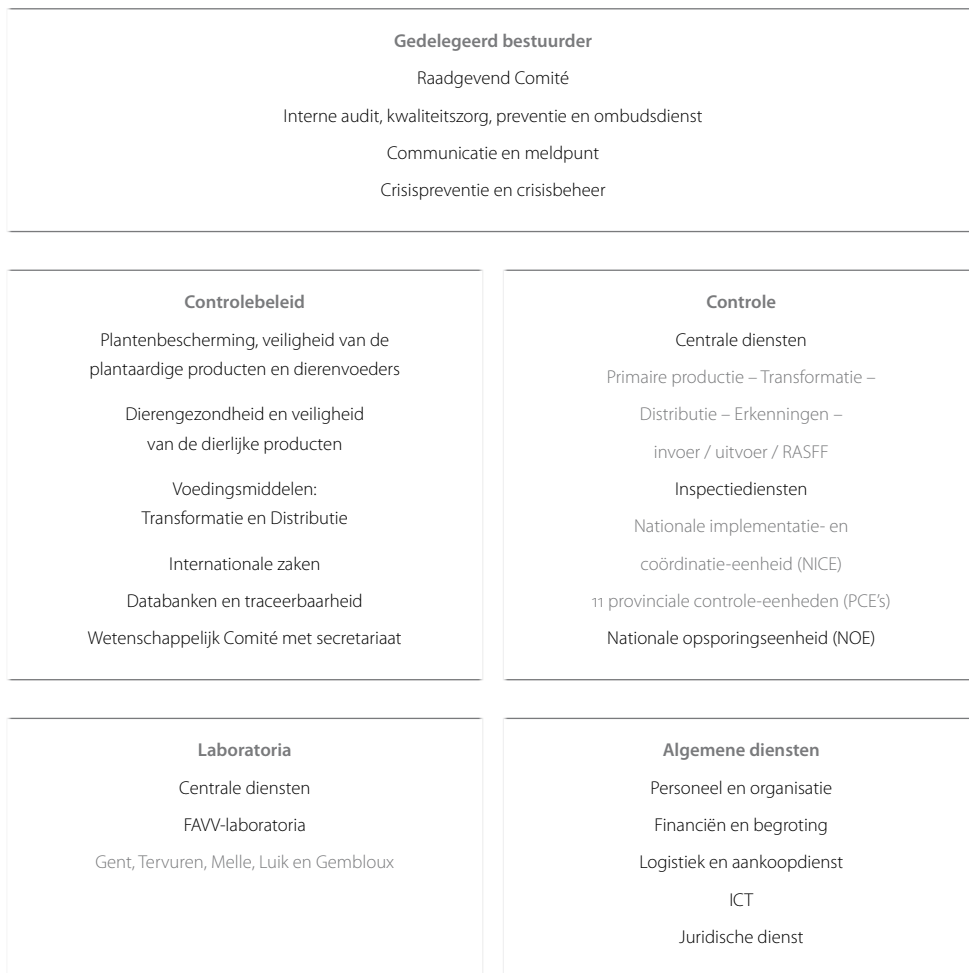 Gedelegeerd bestuurder
Raadgevend Comité
Interne audit, kwaliteitszorg, preventie en ombudsdienst
Communicatie en meldpunt
Crisispreventie en crisisbeheer
Controlebeleid
Plantenbescherming, veiligheid van de
plantaardige producten en dierenvoeders
Dierengezondheid en veiligheid
van de dierlijke producten
Voedingsmiddelen:
Transformatie en Distributie
Internationale zaken
Databanken en traceerbaarheid
Wetenschappelijk Comité met secretariaat
Controle
Centrale diensten
Primaire productie – Transformatie –
Distributie – Erkenningen –
invoer / uitvoer / RASFF
Inspectiediensten
Nationale implementatie- en
coördinatie-eenheid (NICE)
11 provinciale controle-eenheden (PCE's)
Nationale opsporingseenheid (NOE)
Laboratoria
Centrale diensten
FAVV-laboratoria
Gent, Tervuren, Melle, Luik en Gembloux
Algemene diensten
Personeel en organisatie
Financiën en begroting
Logistiek en aankoopdienst
ICT
Juridische dienst